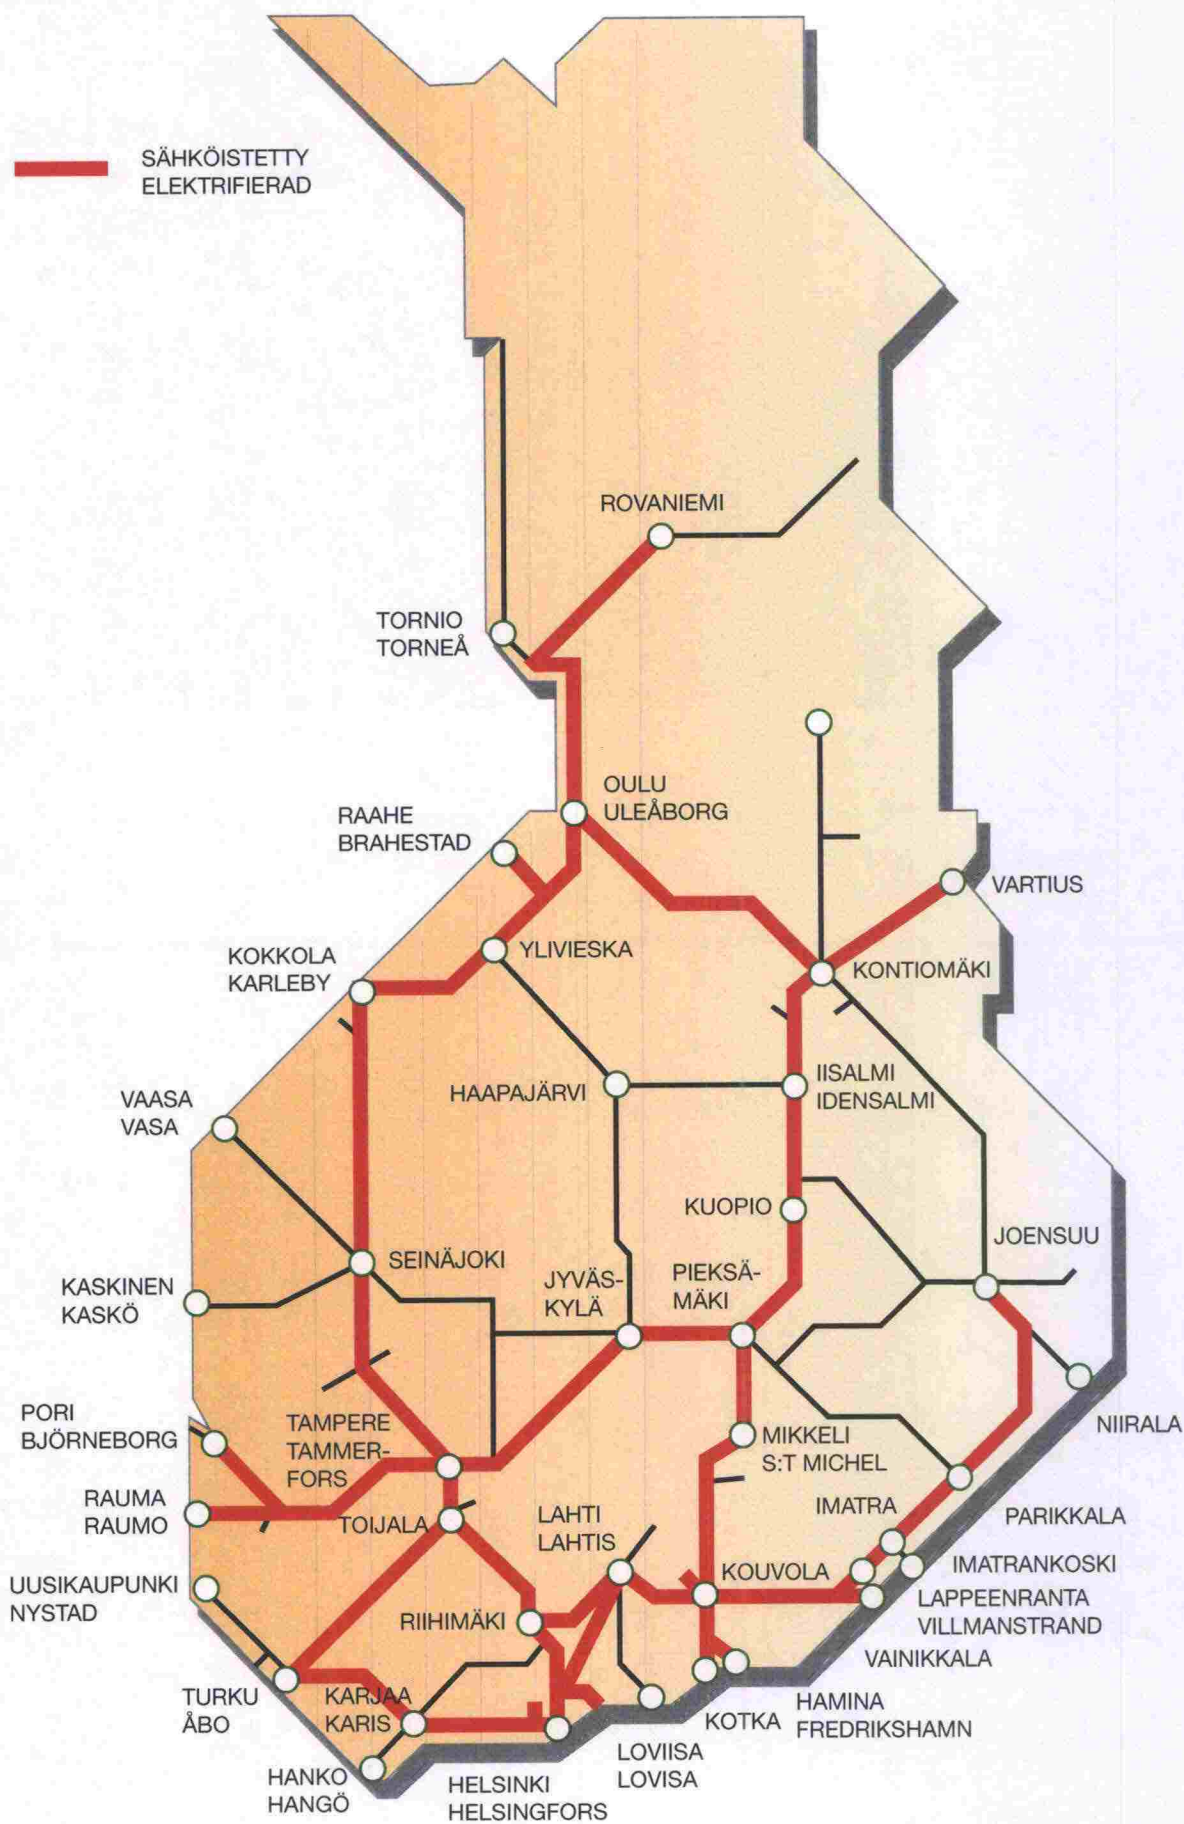 SÄHKÖISTETTY
ELEKTRIFIERAD
ROVANIEMI
TORNIO
TORNEÅ
OULU
ULEÅBORG
RAAHE
BRAHESTAD
VARTIUS
YLIVIESKA
KOKKOLA
KARLEBY
KONTIOMÄKI
HAAPAJÄRVI
IISALMI
IDENSALMI
VAASA
VASA
KUOPIO
JOENSUU
SEINÄJOKI
JYVÄS-
KYLÄ
PIEKSÄ-
MÄKI
KASKINEN
KASKÖ
PORI
BJÖRNEBORG
TAMPERE
TAMMER-
FORS
MIKKELI
S:T MICHEL
NIIRALA
RAUMA
RAUMO
TOIJALA
LAHTI
LAHTIS
IMATRA
PARIKKALA
UUSIKAUPUNKI
NYSTAD
KOUVOLA
IMATRANKOSKI
LAPPEENRANTA
VILLMANSTRAND
RIIHIMÄKI
VAINIKKALA
TURKU
ÅBO
KARJAA
KARIS
HAMINA
FREDRIKSHAMN
KOTKA
LOVIISA
LOVISA
HANKO
HANGÖ
HELSINKI
HELSINGFORS